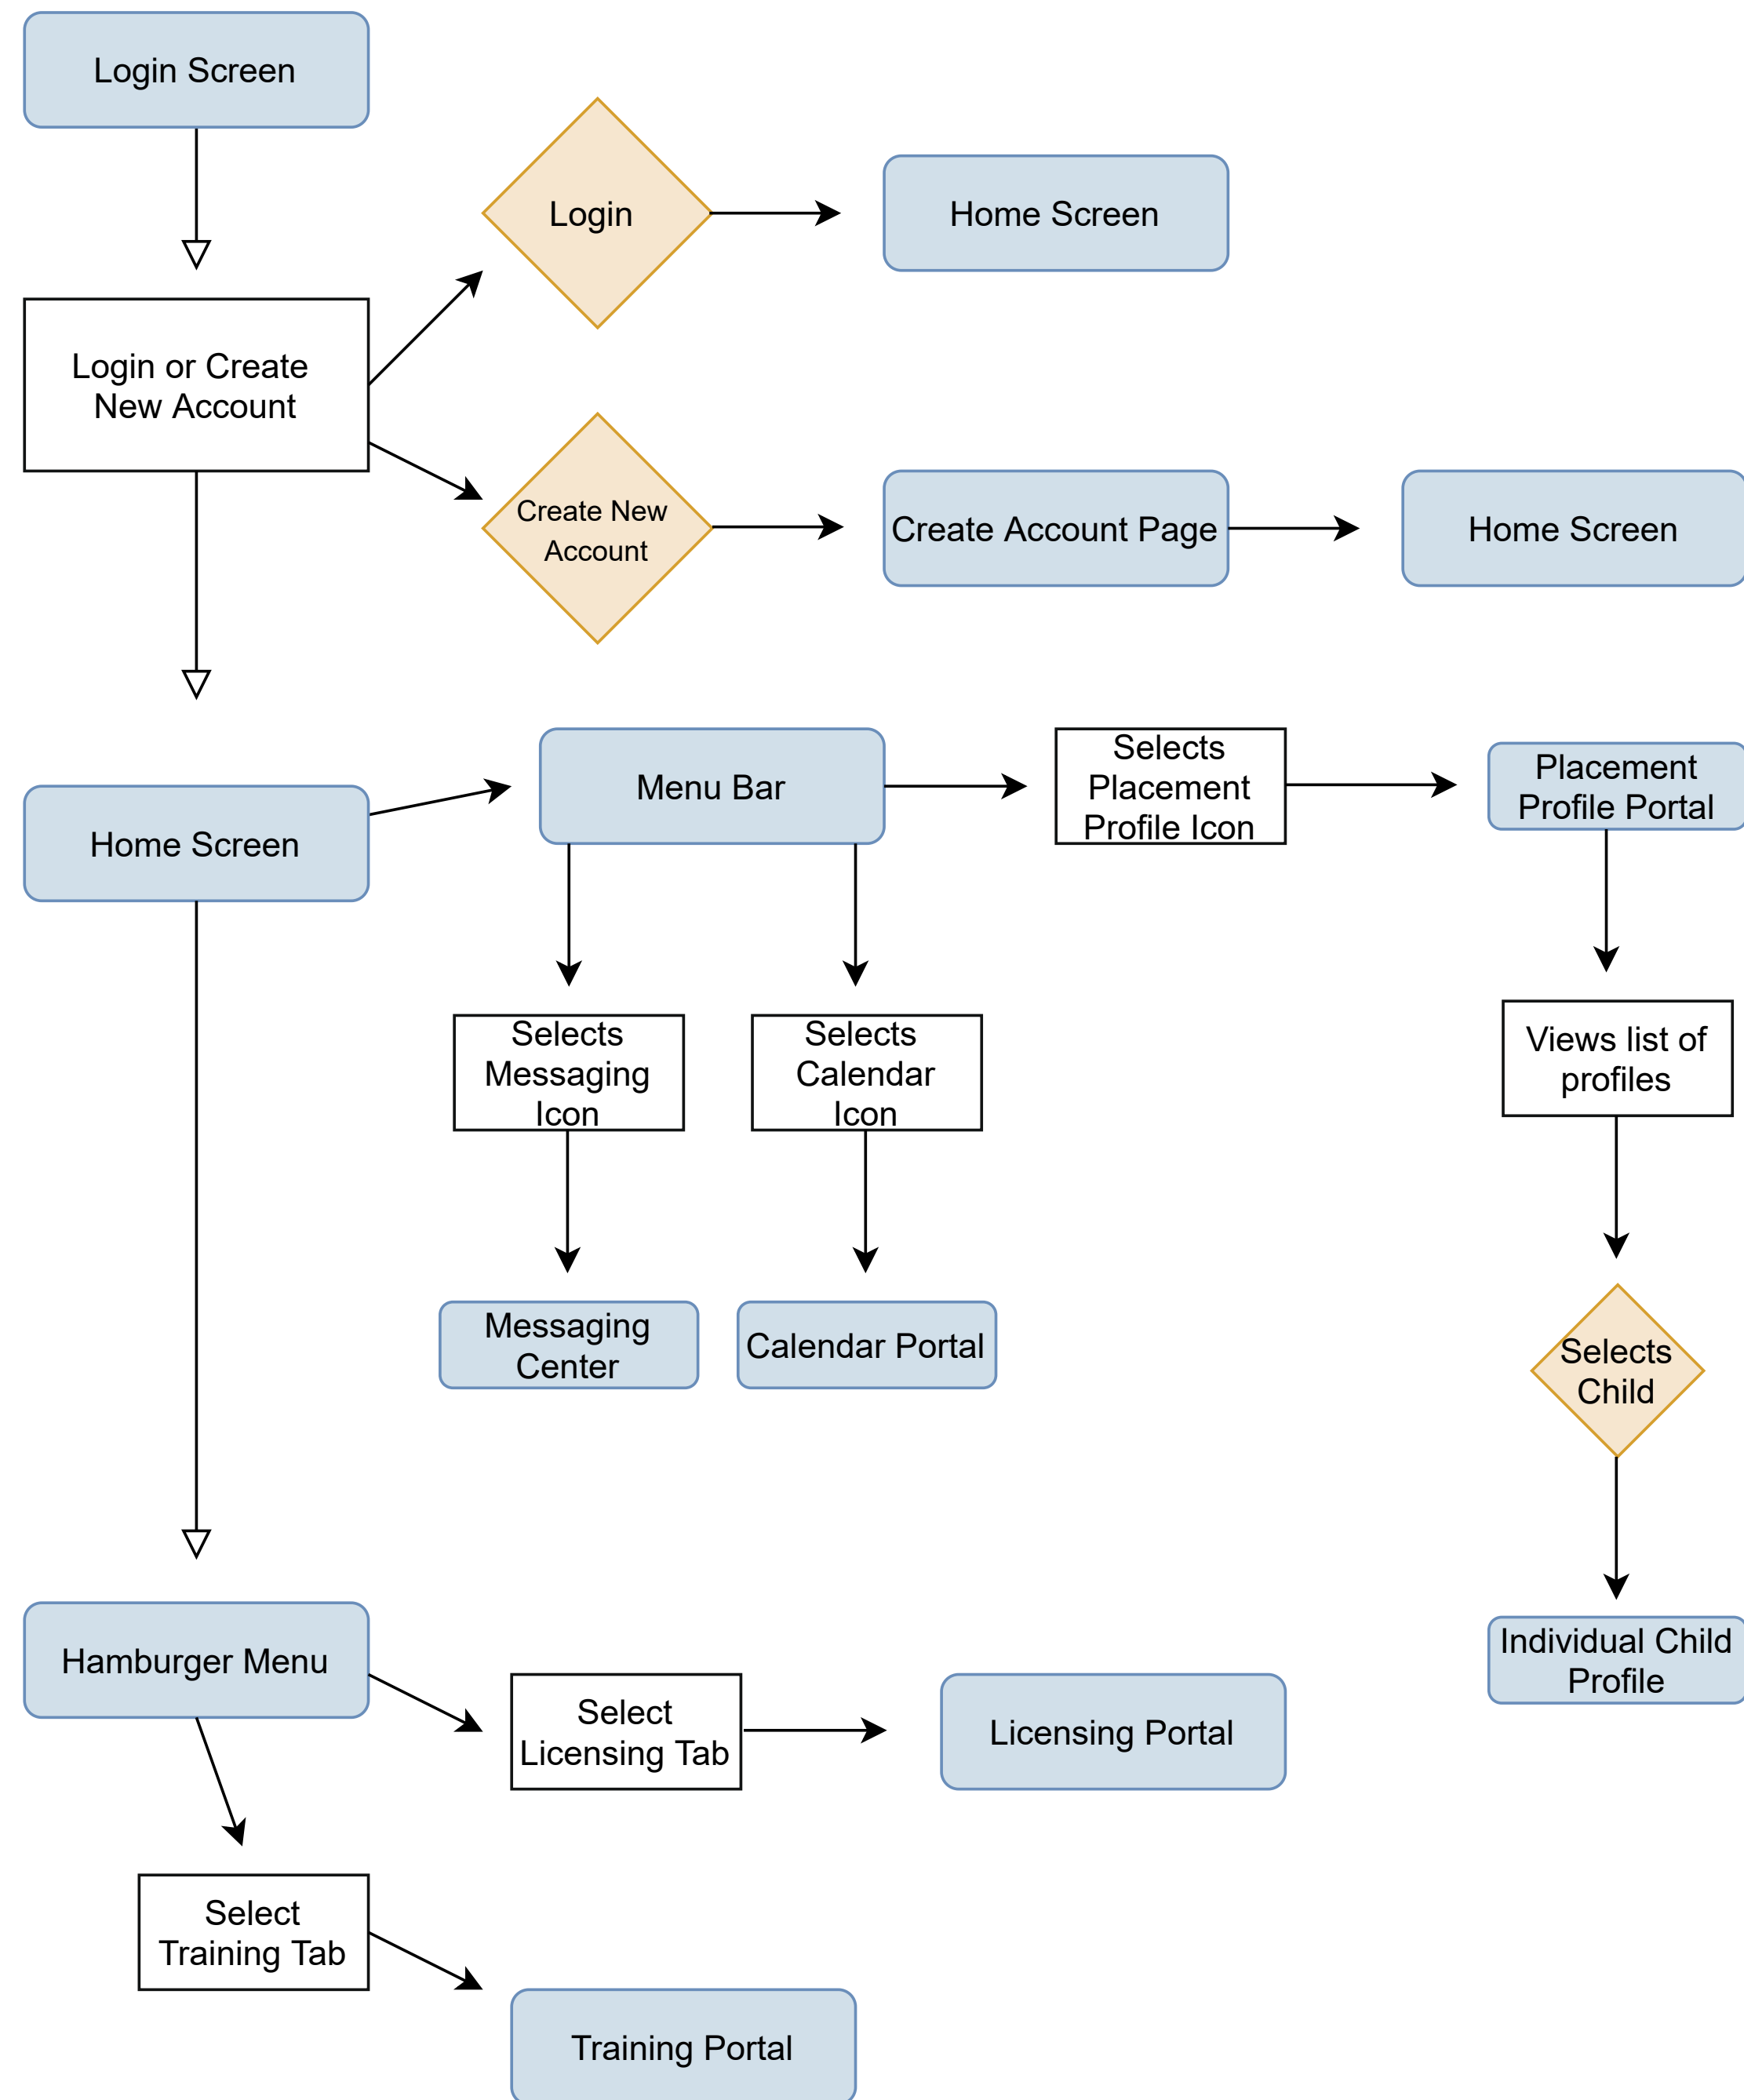 Login Screen
Login
Home Screen
Login or Create
New Account
Create New
Account
Create Account Page
Home Screen
Home Screen
Menu Bar
Selects
Placement
Profile Icon
Placement
Profile Portal
Selects
Messaging
Icon
Selects
Calendar
Icon
Views list of
profiles
Messaging
Center
Calendar Portal
Selects
Child
Individual Child
Profile
Hamburger Menu
Select
Licensing Tab
Licensing Portal
Select
Training Tab
Training Portal